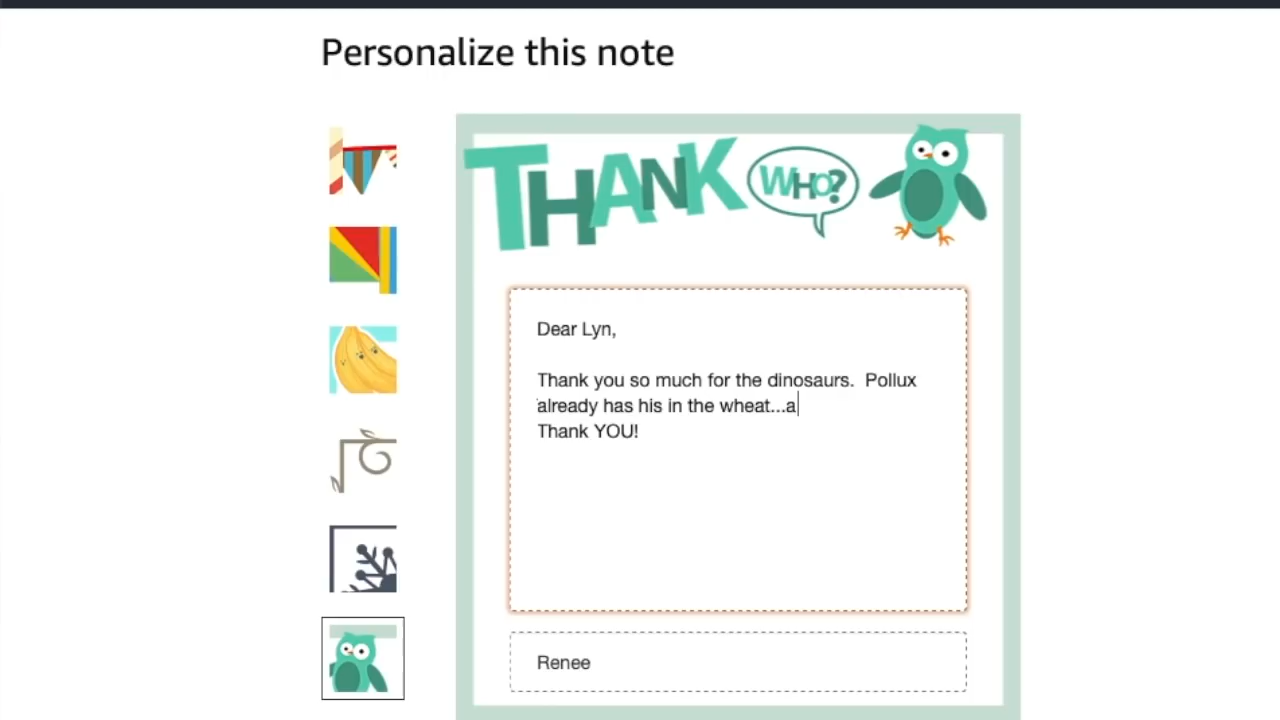 Personalize this note
THANK WHO?
Dear Lyn,
Thank you so much for the dinosaurs.  Pollux
already has his in the wheat...a
Thank YOU!
Renee